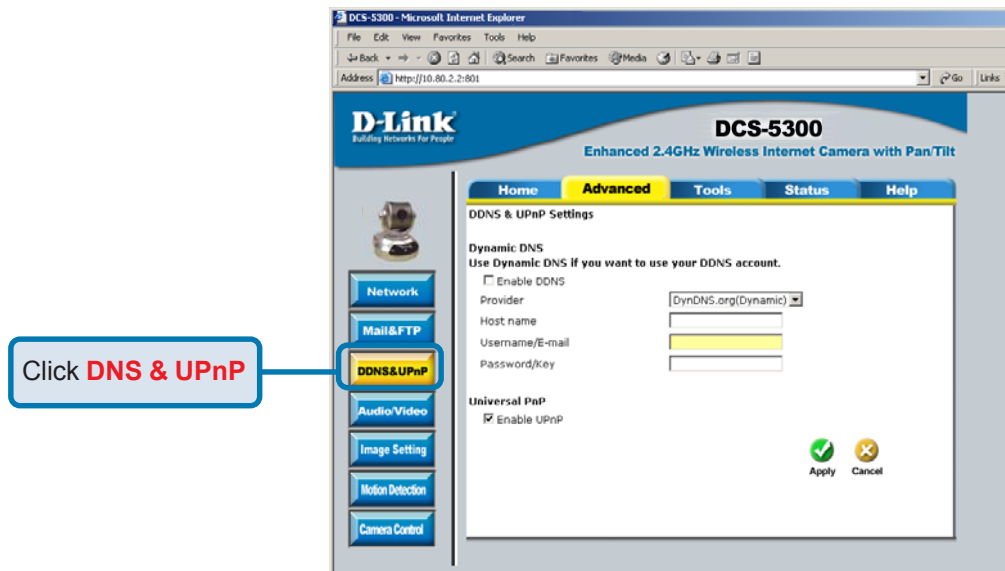 DCS-5300 - Microsoft Internet Explorer
File Edit View Favorites Tools Help
Back Search Favorites Media
Address http://10.80.2.2:801 Go Links
D-Link
Building Networks for People
DCS-5300
Enhanced 2.4GHz Wireless Internet Camera with Pan/Tilt
Home Advanced Tools Status Help
DDNS & UPnP Settings
Dynamic DNS
Use Dynamic DNS if you want to use your DDNS account.
Enable DDNS
Provider DynDNS.org(Dynamic)
Host name
Username/E-mail
Password/Key
Universal PnP
Enable UPnP
Apply Cancel
Network
Mail&FTP
DDNS&UPnP
Audio/Video
Image Setting
Motion Detection
Camera Control
Click DNS & UPnP